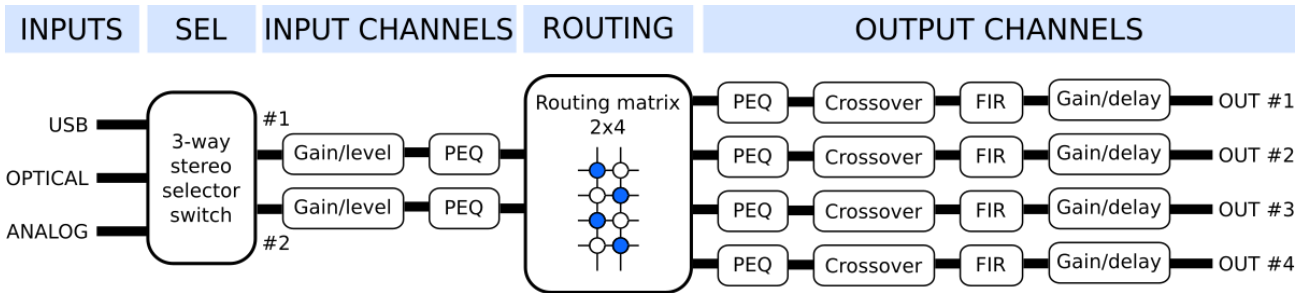 INPUTS
SEL
INPUT CHANNELS
ROUTING
OUTPUT CHANNELS
USB
OPTICAL
ANALOG
3-way
stereo
selector
switch
#1
#2
Gain/level
PEQ
Gain/level
PEQ
Routing matrix
2x4
PEQ
Crossover
FIR
Gain/delay
OUT #1
PEQ
Crossover
FIR
Gain/delay
OUT #2
PEQ
Crossover
FIR
Gain/delay
OUT #3
PEQ
Crossover
FIR
Gain/delay
OUT #4